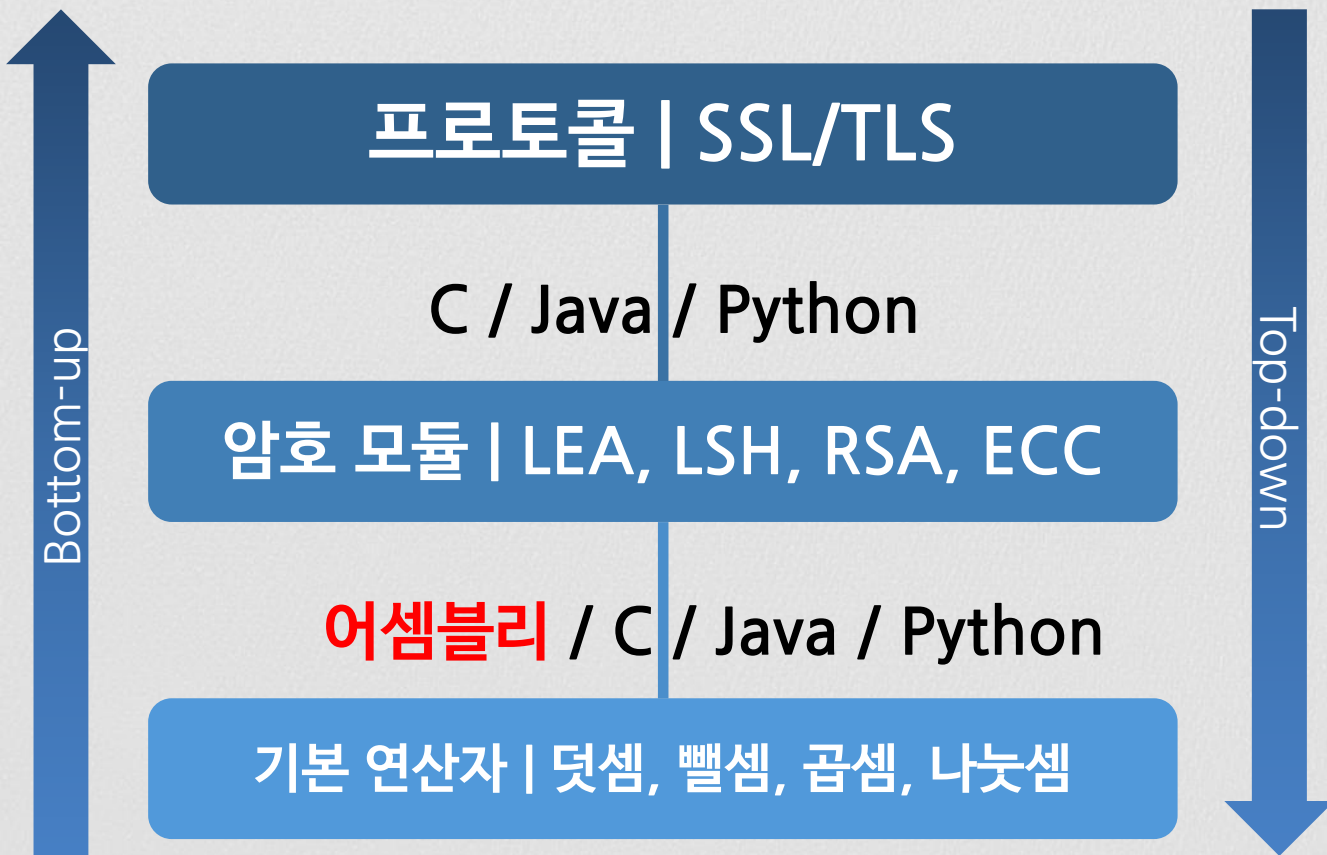 프로토콜 | SSL/TLS
C / Java / Python
암호 모듈 | LEA, LSH, RSA, ECC
어셈블리 / C / Java / Python
기본 연산자 | 덧셈, 뺄셈, 곱셈, 나눗셈
Bottom-up
Top-down